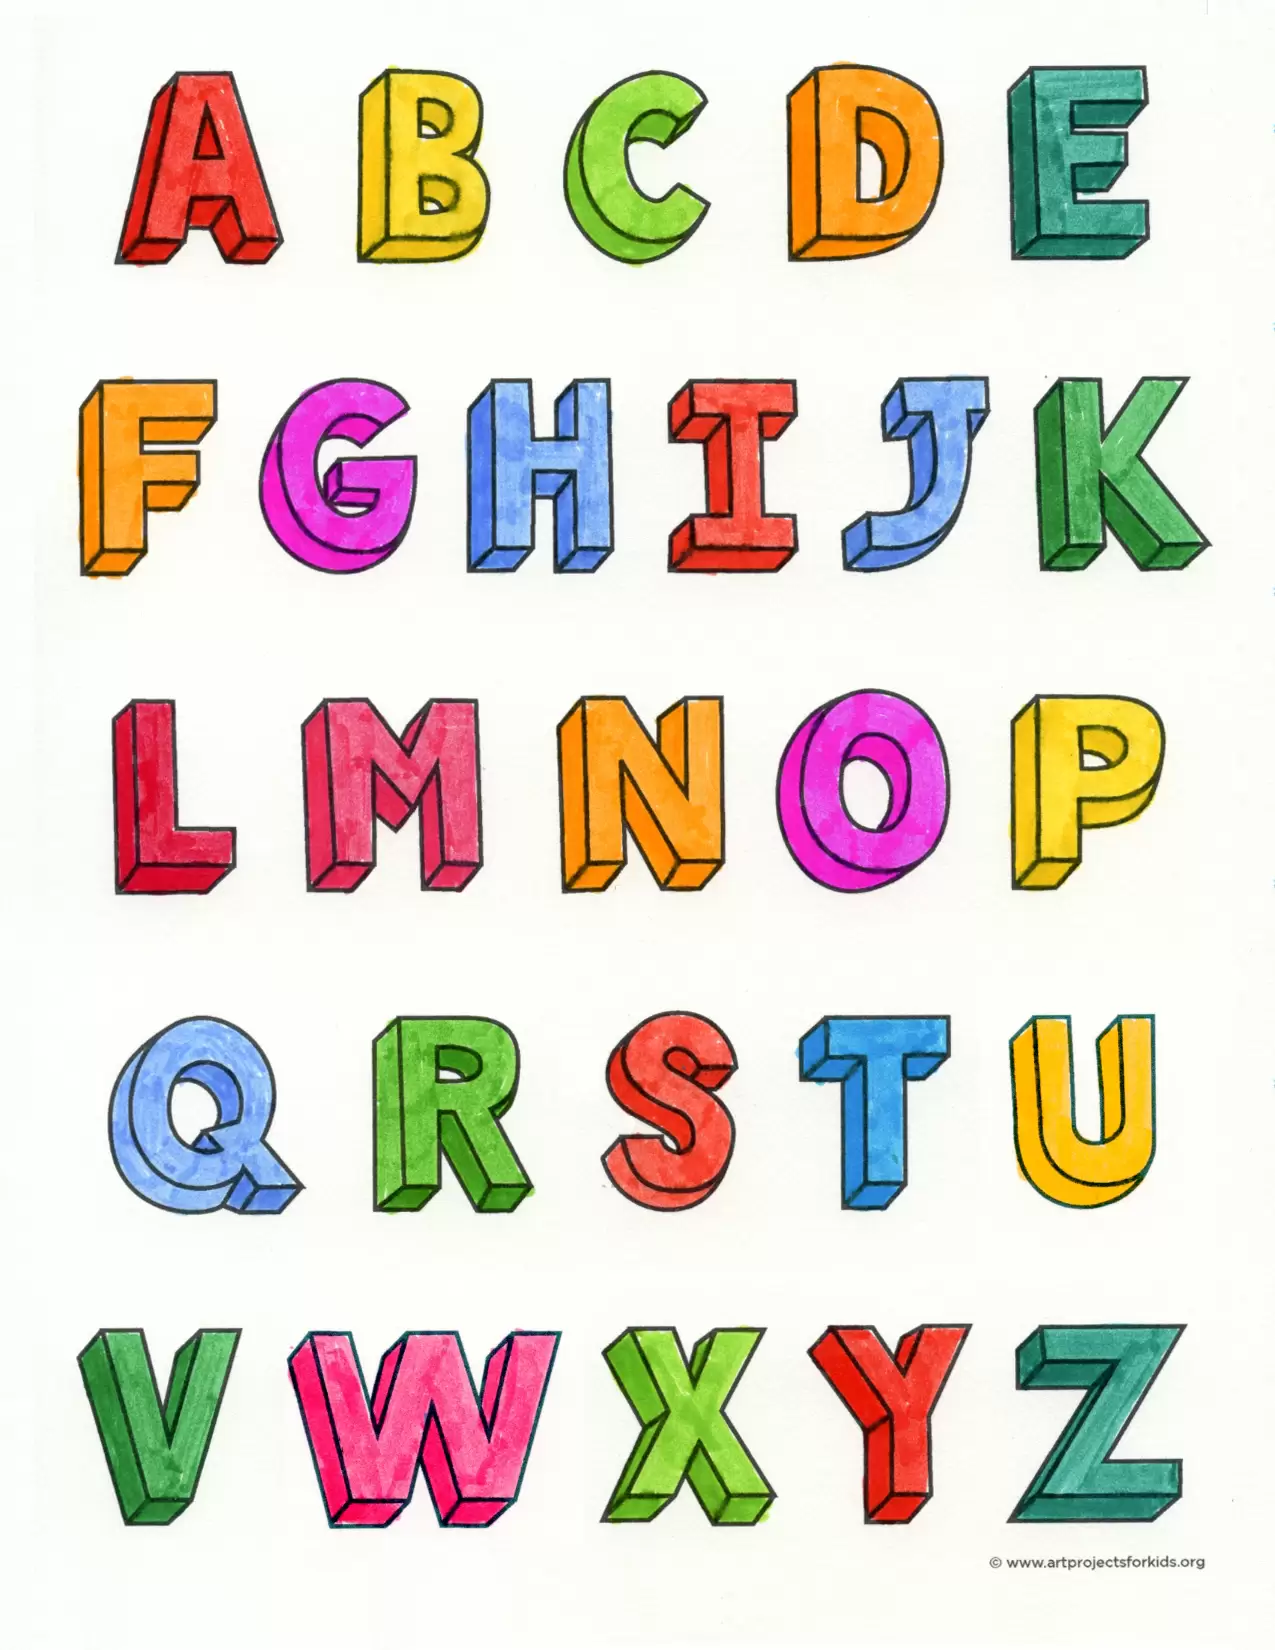 A B C D E
F G H I J K
L M N O P
Q R S T U
V W X Y Z
© www.artprojectsforkids.org